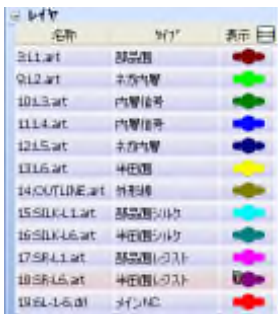 レイヤ
名称 タイプ 表示
3:L1.art 部品面
9:L2.art ネガ内層
10:L3.art 内層信号
11:L4.art 内層信号
12:L5.art ネガ内層
13:L6.art 半田面
14:OUTLINE.art 外形線
15:SILK-L1.art 部品面シルク
16:SILK-L6.art 半田面シルク
17:SR-L1.art 部品面レジスト
18:SR-L6.art 半田面レジスト
19:6L-1-6.drl メインNC